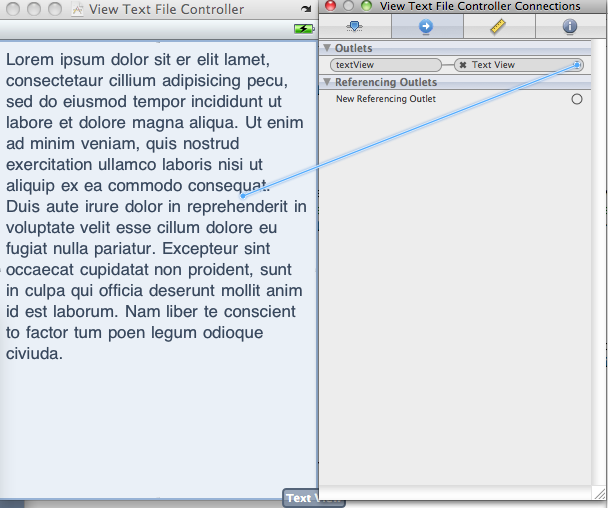 View Text File Controller
Lorem ipsum dolor sit er elit lamet,
consectetaur cillium adipisicing pecu,
sed do eiusmod tempor incididunt ut
labore et dolore magna aliqua. Ut enim
ad minim veniam, quis nostrud
exercitation ullamco laboris nisi ut
aliquip ex ea commodo consequat.
Duis aute irure dolor in reprehenderit in
voluptate velit esse cillum dolore eu
fugiat nulla pariatur. Excepteur sint
occaecat cupidatat non proident, sunt
in culpa qui officia deserunt mollit anim
id est laborum. Nam liber te conscient
to factor tum poen legum odioque
civiuda.
Text View
View Text File Controller Connections
Outlets
textView
Text View
Referencing Outlets
New Referencing Outlet